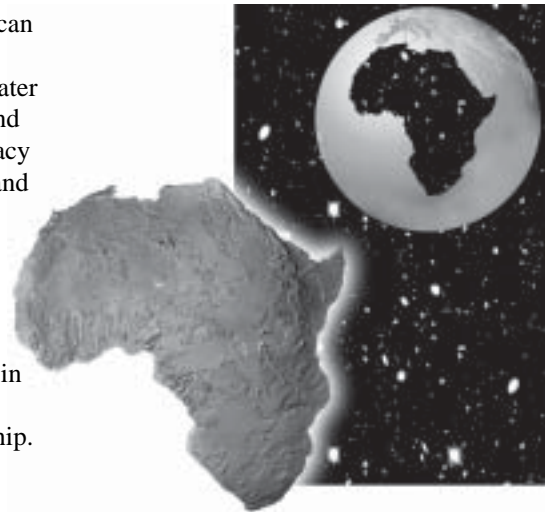 can
ater
nd
acy
and
in
hip.